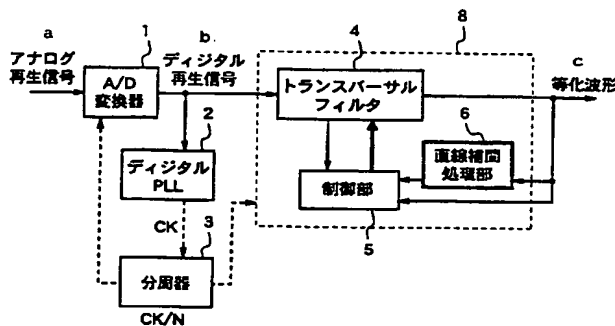 a
アナログ
再生信号
1
A/D
変換器
b
ディジタル
再生信号
2
ディジタル
PLL
CK
3
分周器
CK/N
4
トランスバーサル
フィルタ
8
c
等化波形
6
直線補間
処理部
制御部
5